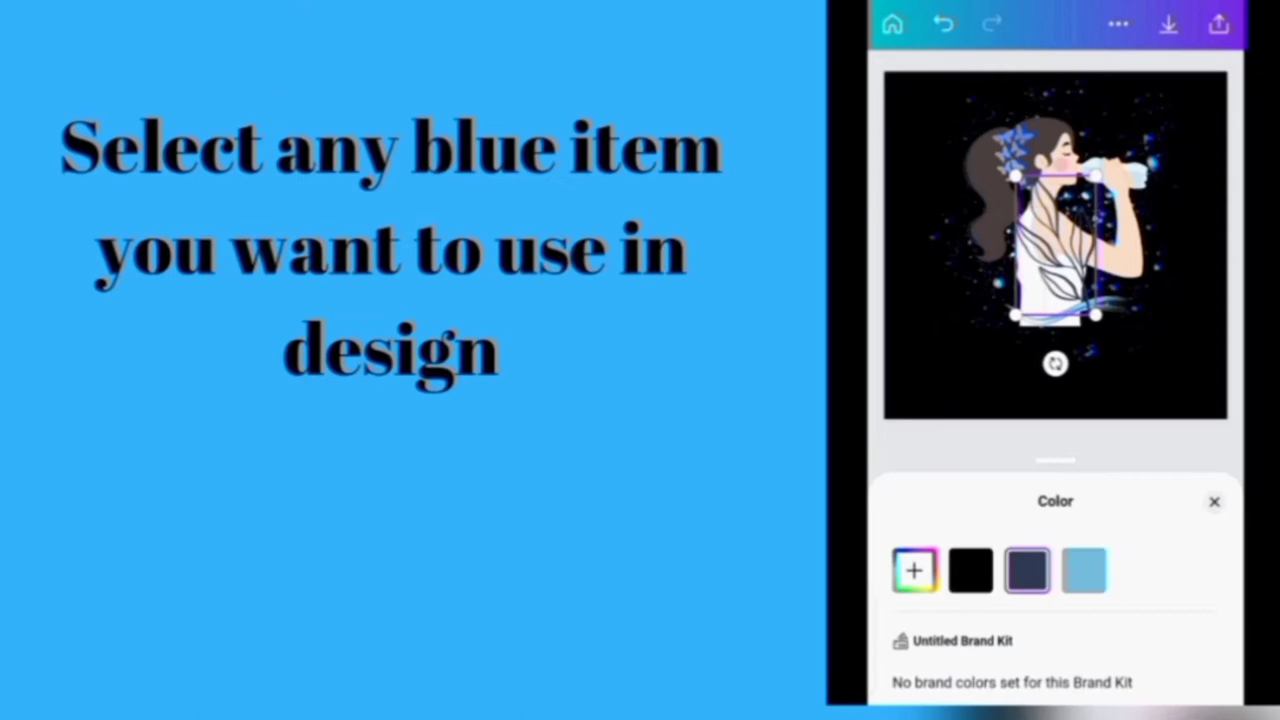 Select any blue item
you want to use in
design
Color
Untitled Brand Kit
No brand colors set for this Brand Kit